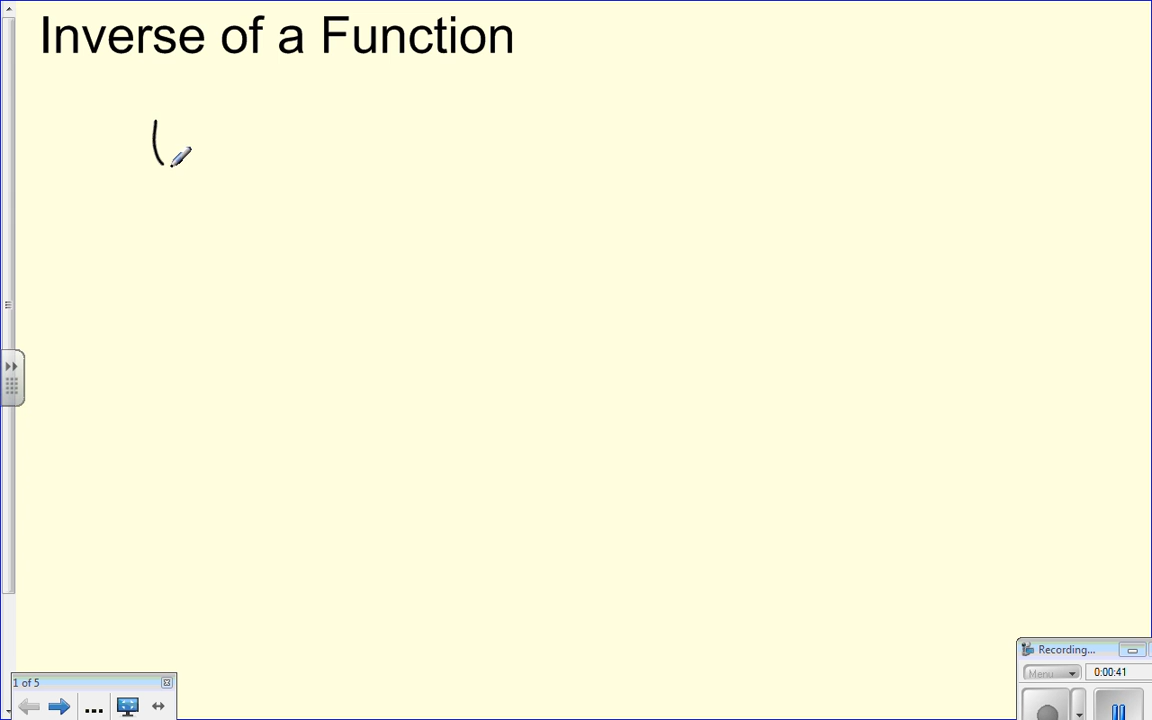 Inverse of a Function
1 of 5
Recording...
Menu
0:00:41